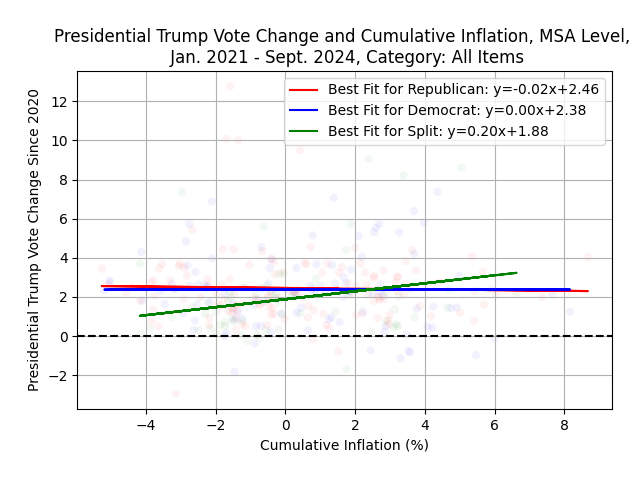 Presidential Trump Vote Change and Cumulative Inflation, MSA Level,
Jan. 2021 - Sept. 2024, Category: All Items
Best Fit for Republican: y=-0.02x+2.46
Best Fit for Democrat: y=0.00x+2.38
Best Fit for Split: y=0.20x+1.88
Presidential Trump Vote Change Since 2020
12
10
8
6
4
2
0
−2
−4
−2
0
2
4
6
8
Cumulative Inflation (%)